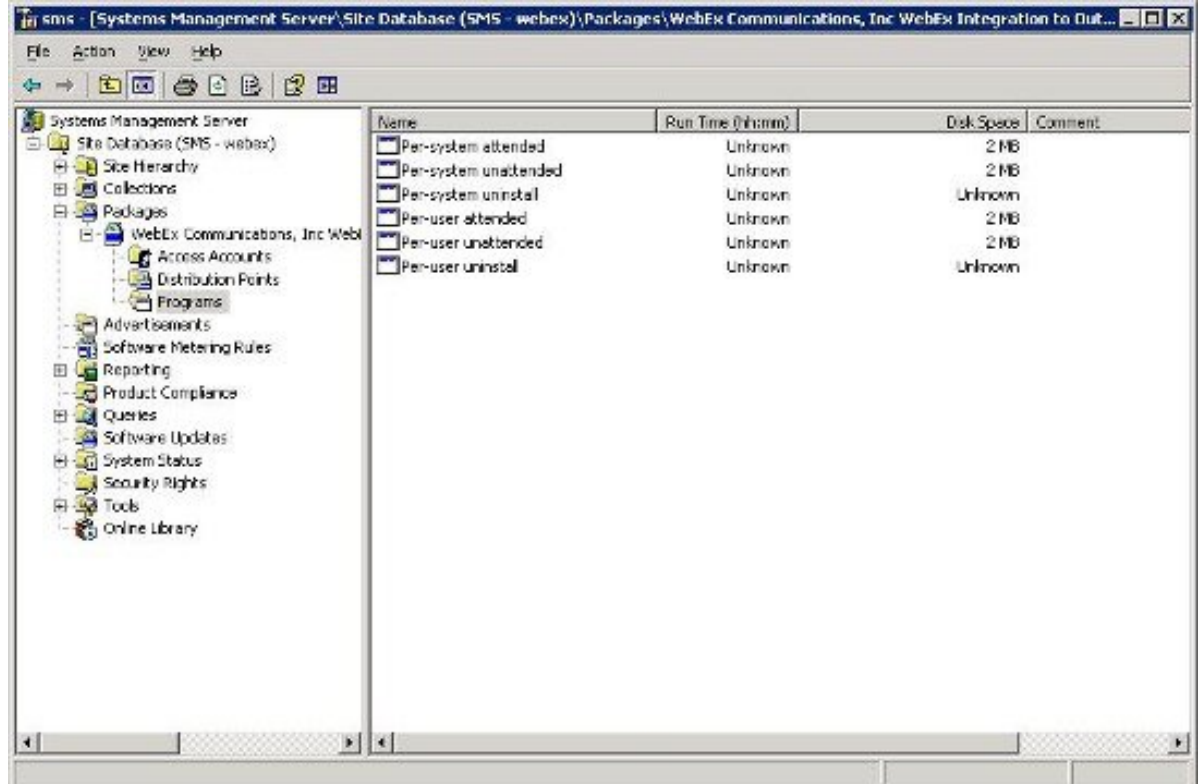 sms - [Systems Management Server\Site Database (SMS - webex)\Packages\WebEx Communications, Inc WebEx Integration to Out...
File Action View Help
Systems Management Server
Site Database (SMS - webex)
Site Hierarchy
Collections
Packages
WebEx Communications, Inc WebE
Access Accounts
Distribution Points
Programs
Advertisements
Software Metering Rules
Reporting
Product Compliance
Queries
Software Updates
System Status
Security Rights
Tools
Online Library
Name Run Time (hh:mm) Disk Space Comment
Per-system attended Unknown 2 MB
Per-system unattended Unknown 2 MB
Per-system uninstall Unknown Unknown
Per-user attended Unknown 2 MB
Per-user unattended Unknown 2 MB
Per-user uninstall Unknown Unknown